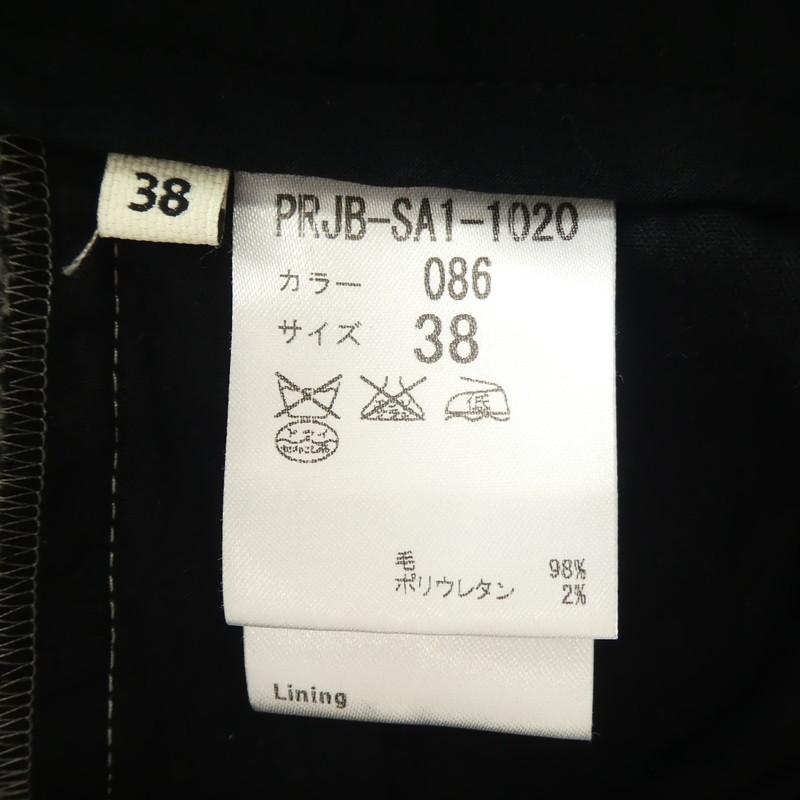 38
PRJB-SA1-1020
カラー 086
サイズ 38
低
毛 98%
ポリウレタン 2%
Lining